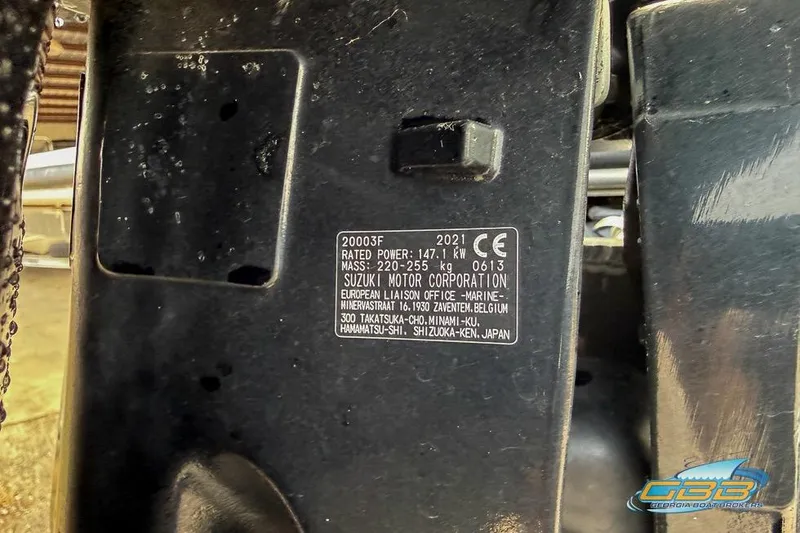 20003F 2021 CE
RATED POWER: 147.1 kW
MASS: 220-255 kg 0613
SUZUKI MOTOR CORPORATION
EUROPEAN LIAISON OFFICE -MARINE-
MINERVASTRAAT 16,1930 ZAVENTEM,BELGIUM
300 TAKATSUKA-CHO,MINAMI-KU,
HAMAMATSU-SHI, SHIZUOKA-KEN,JAPAN
GBB
GEORGIA BOAT BROKERS